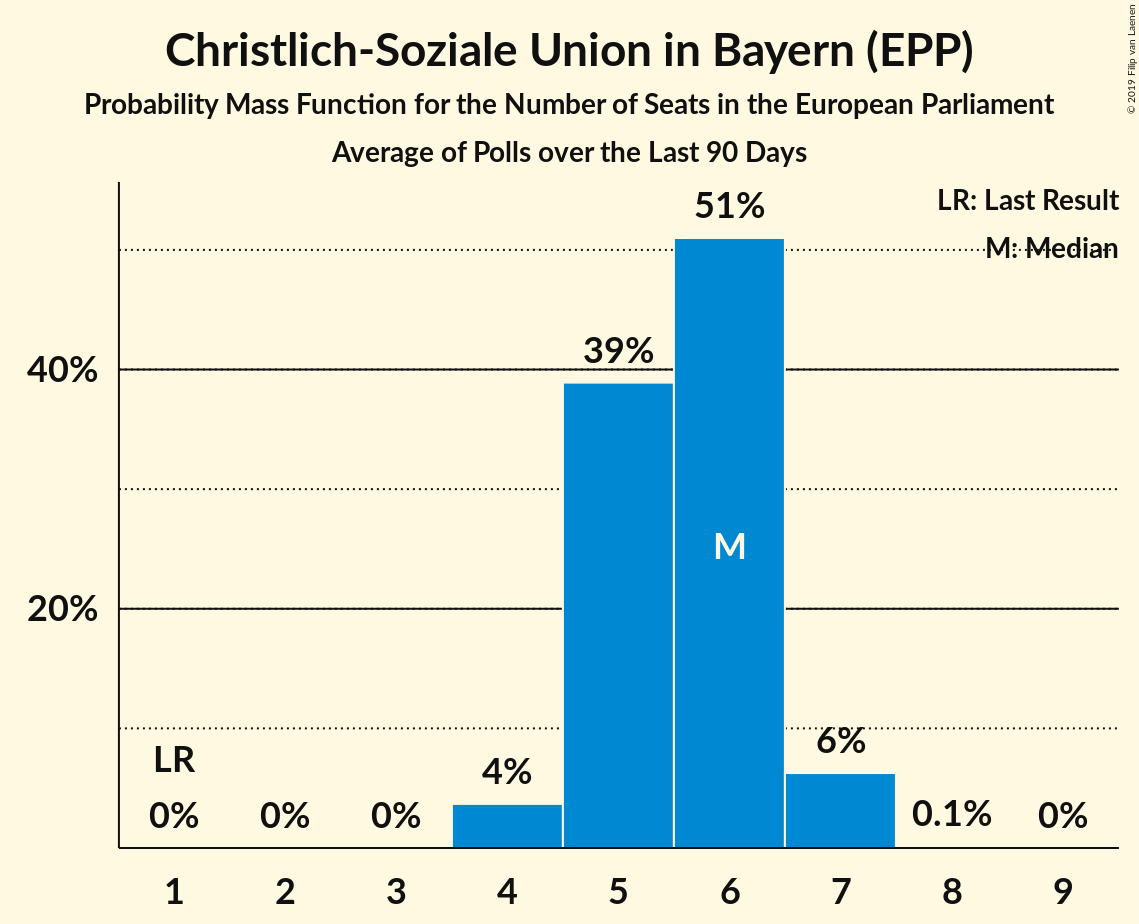 Christlich-Soziale Union in Bayern (EPP)
Probability Mass Function for the Number of Seats in the European Parliament
Average of Polls over the Last 90 Days
© 2019 Filip van Laenen
LR: Last Result
M: Median
51%
39%
40%
M
20%
LR
6%
4%
0% 0% 0% 0.1% 0%
1 2 3 4 5 6 7 8 9